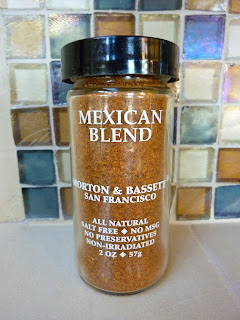 MEXICAN
BLEND
MORTON & BASSETT
SAN FRANCISCO
ALL NATURAL
SALT FREE ◆ NO MSG
NO PRESERVATIVES
NON-IRRADIATED
2 OZ ◆ 57g